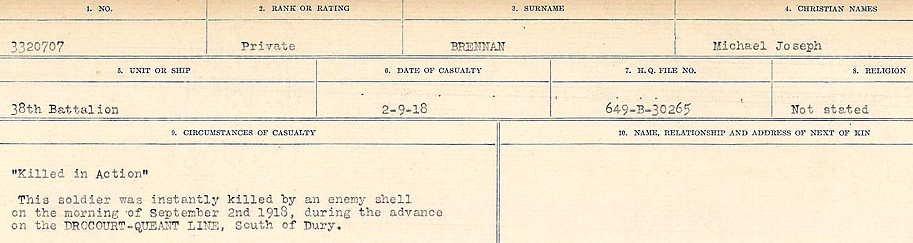 1. NO. 2. RANK OR RATING 3. SURNAME 4. CHRISTIAN NAMES
3320707 Private BRENNAN Michael Joseph
5. UNIT OR SHIP 6. DATE OF CASUALTY 7. H.Q. FILE NO. 8. RELIGION
38th Battalion 2-9-18 649-B-30265 Not stated
9. CIRCUMSTANCES OF CASUALTY 10. NAME, RELATIONSHIP AND ADDRESS OF NEXT OF KIN
"Killed in Action"
This soldier was instantly killed by an enemy shell
on the morning of September 2nd 1918, during the advance
on the DROCOURT-QUEANT LINE, South of Dury.